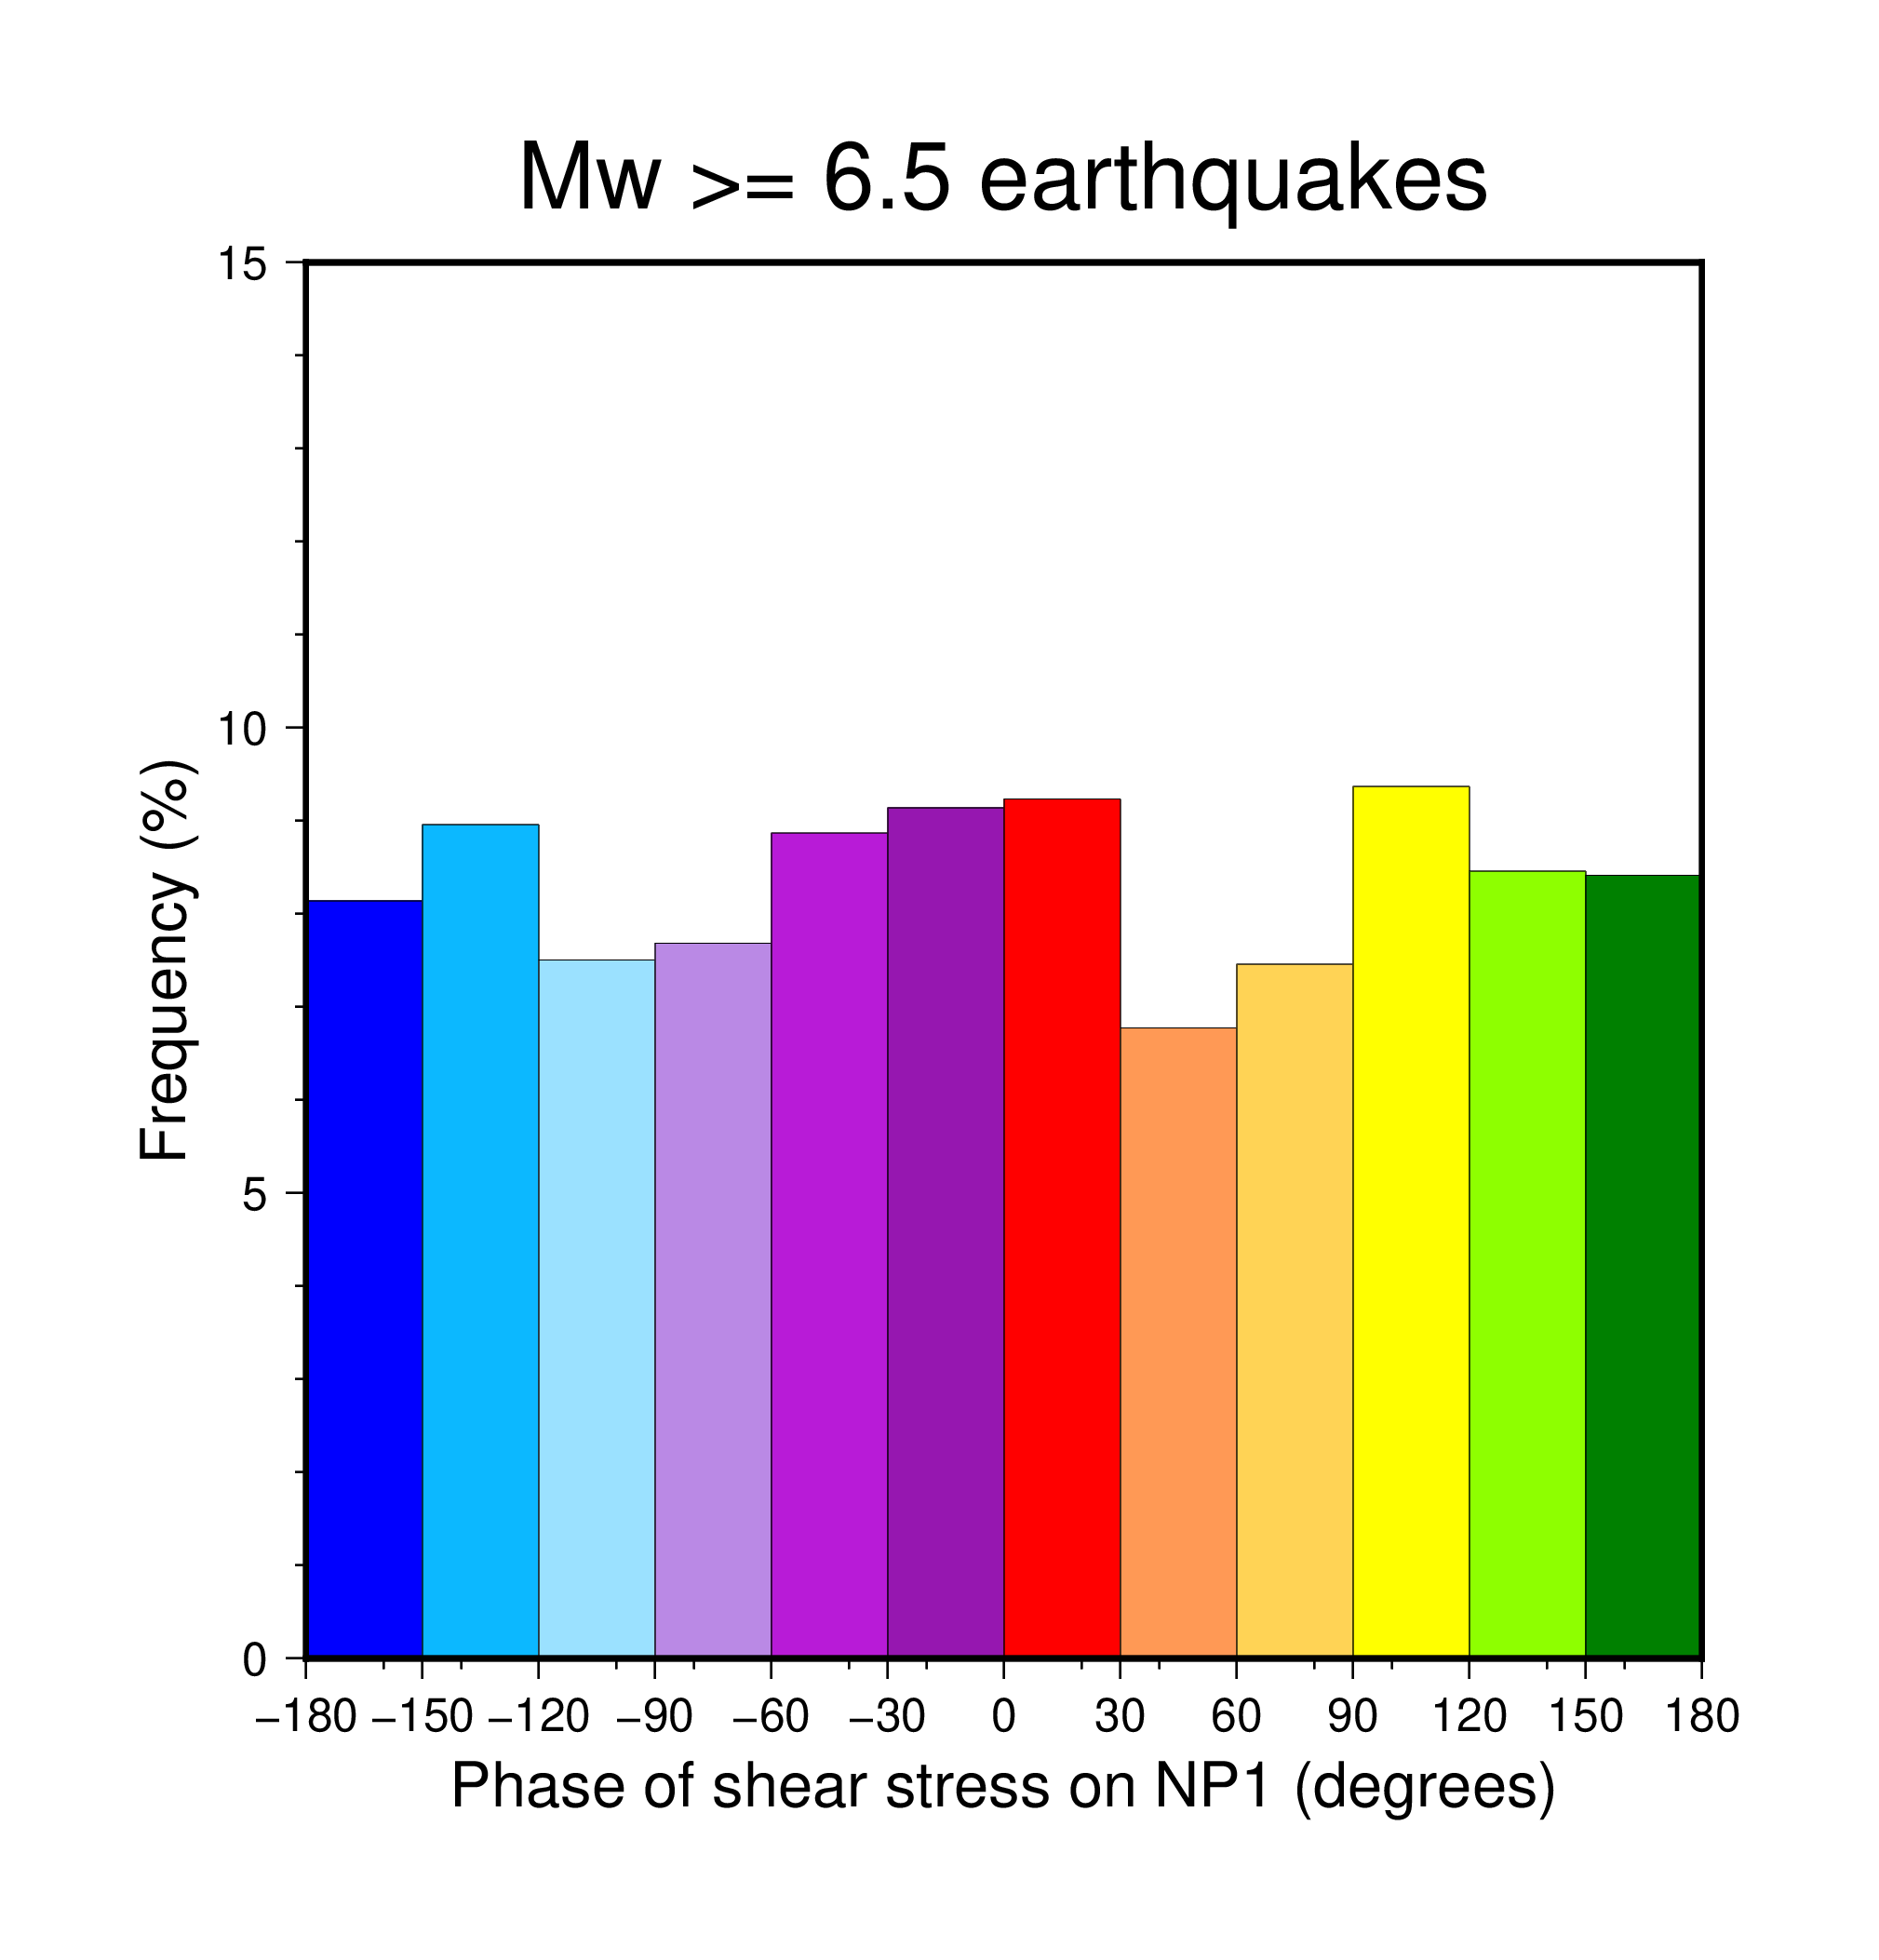 Mw >= 6.5 earthquakes
15
10
5
0
Frequency (%)
−180 −150 −120 −90 −60 −30 0 30 60 90 120 150 180
Phase of shear stress on NP1 (degrees)